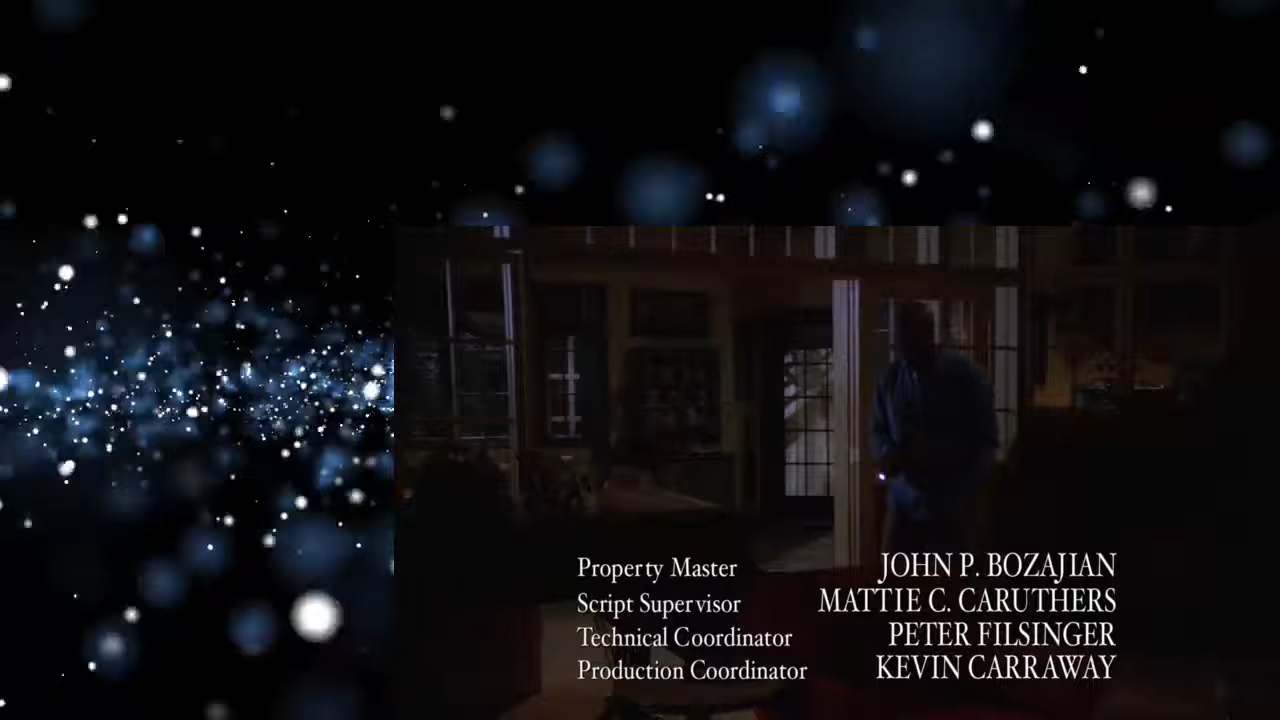 Property Master JOHN P. BOZAJIAN
Script Supervisor MATTIE C. CARUTHERS
Technical Coordinator PETER FILSINGER
Production Coordinator KEVIN CARRAWAY